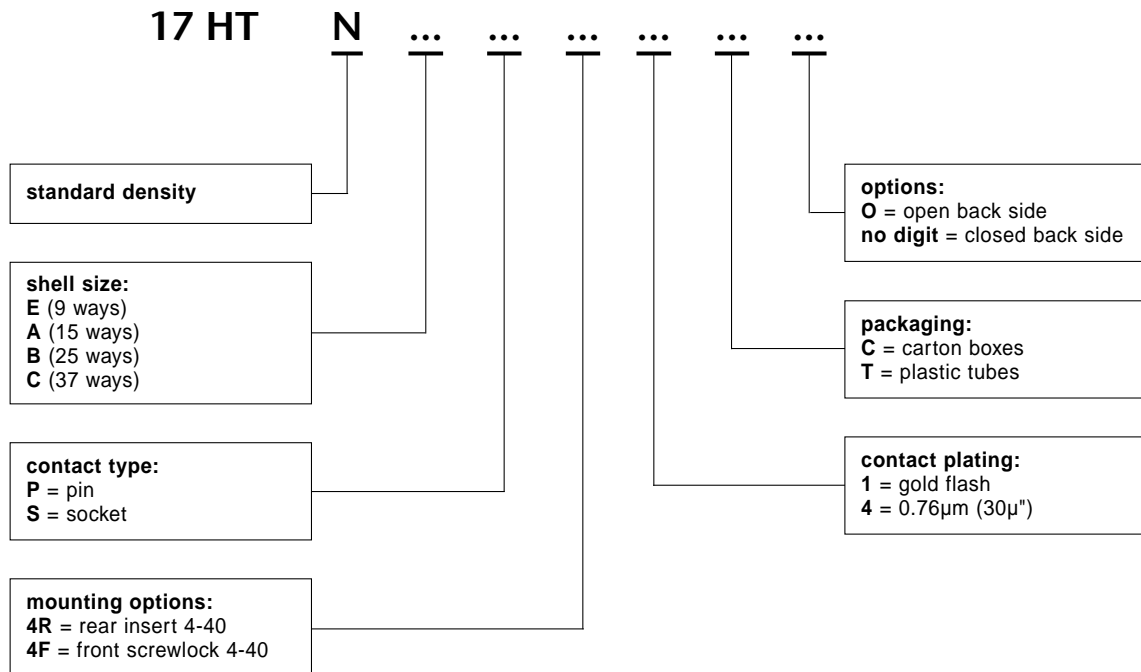 17 HT N ... ... ... ... ... ...
standard density
shell size:
E (9 ways)
A (15 ways)
B (25 ways)
C (37 ways)
contact type:
P = pin
S = socket
mounting options:
4R = rear insert 4-40
4F = front screwlock 4-40
options:
O = open back side
no digit = closed back side
packaging:
C = carton boxes
T = plastic tubes
contact plating:
1 = gold flash
4 = 0.76µm (30µ")